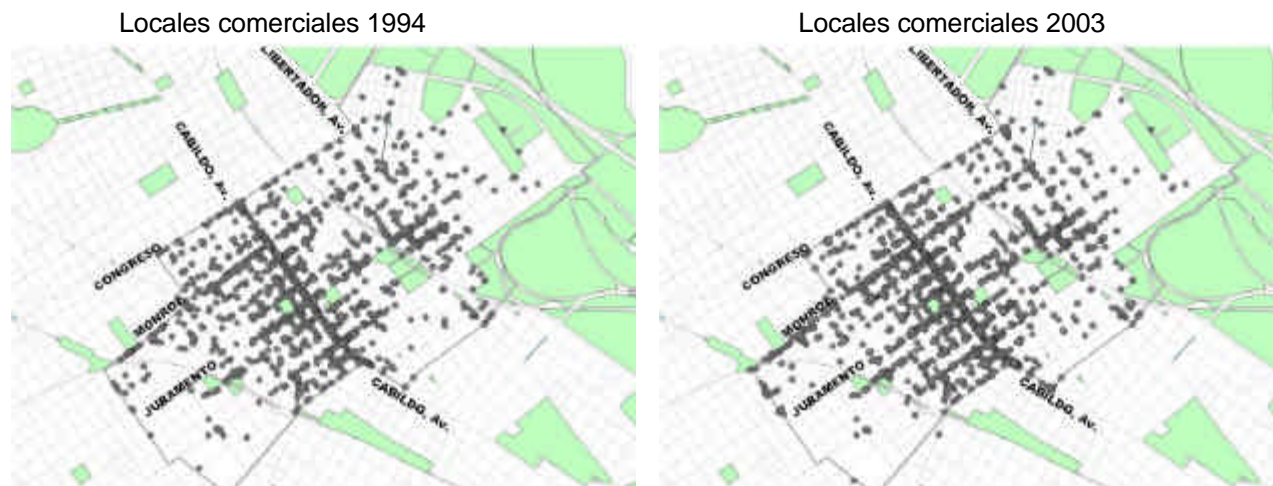 Locales comerciales 1994
Locales comerciales 2003
LIBERTADOR, Av.
CABILDO, Av.
CONGRESO
MONROE
JURAMENTO
CABILDO, Av.
LIBERTADOR, Av.
CABILDO, Av.
CONGRESO
MONROE
JURAMENTO
CABILDO, Av.